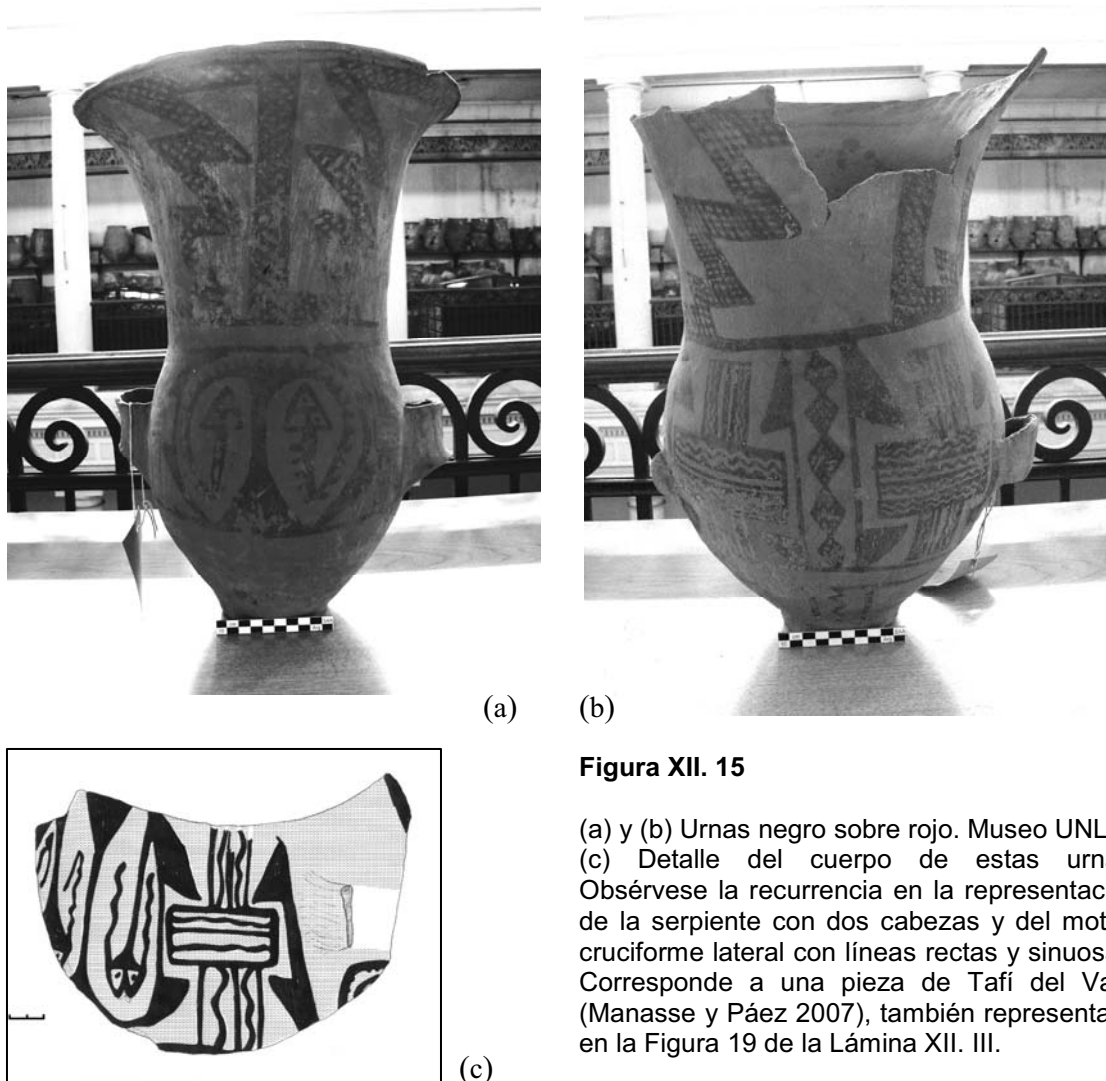 (a) (b)
Figura XII. 15
(a) y (b) Urnas negro sobre rojo. Museo UNL
(c) Detalle del cuerpo de estas urna
Obsérvese la recurrencia en la representac
de la serpiente con dos cabezas y del mot
cruciforme lateral con líneas rectas y sinuos
Corresponde a una pieza de Tafí del Va
(Manasse y Páez 2007), también representa
en la Figura 19 de la Lámina XII. III.
(c)